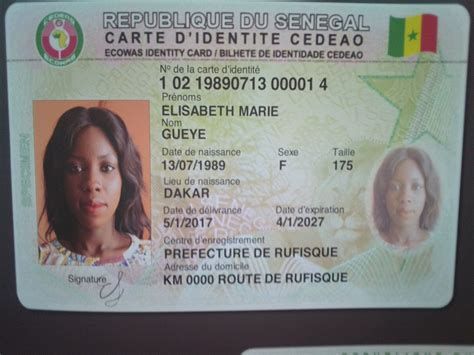 REPUBLIQUE DU SENEGAL
CARTE D'IDENTITE CEDEAO
ECOWAS IDENTITY CARD / BILHETE DE IDENTIDADE CEDEAO
N° de la carte d'identité
1 02 19890713 00001 4
Prénoms
ELISABETH MARIE
Nom
GUEYE
Date de naissance Sexe Taille
13/07/1989 F 175
Lieu de naissance
DAKAR
Date de délivrance Date d'expiration
5/1/2017 4/1/2027
Centre d'enregistrement
PREFECTURE DE RUFISQUE
Adresse du domicile
KM 0000 ROUTE DE RUFISQUE
Signature
SPECIMEN